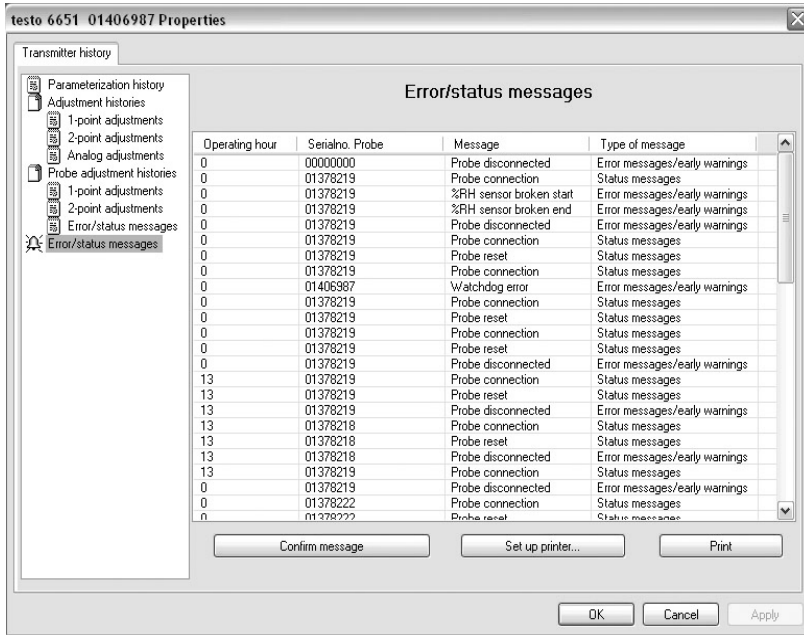 testo 6651 01406987 Properties
Transmitter history
Parameterization history
Adjustment histories
1-point adjustments
2-point adjustments
Analog adjustments
Probe adjustment histories
1-point adjustments
2-point adjustments
Error/status messages
Error/status messages
Error/status messages
Operating hour Serialno. Probe Message Type of message
0 00000000 Probe disconnected Error messages/early warnings
0 01378219 Probe connection Status messages
0 01378219 %RH sensor broken start Error messages/early warnings
0 01378219 %RH sensor broken end Error messages/early warnings
0 01378219 Probe disconnected Error messages/early warnings
0 01378219 Probe connection Status messages
0 01378219 Probe reset Status messages
0 01378219 Probe connection Status messages
0 01406987 Watchdog error Error messages/early warnings
0 01378219 Probe connection Status messages
0 01378219 Probe reset Status messages
0 01378219 Probe connection Status messages
0 01378219 Probe reset Status messages
0 01378219 Probe disconnected Error messages/early warnings
13 01378219 Probe connection Status messages
13 01378219 Probe reset Status messages
13 01378219 Probe disconnected Error messages/early warnings
13 01378218 Probe connection Status messages
13 01378218 Probe reset Status messages
13 01378218 Probe disconnected Error messages/early warnings
13 01378219 Probe connection Status messages
0 01378219 Probe disconnected Error messages/early warnings
0 01378222 Probe connection Status messages
0 01378222 Probe reset Status messages
Confirm message Set up printer... Print
OK Cancel Apply